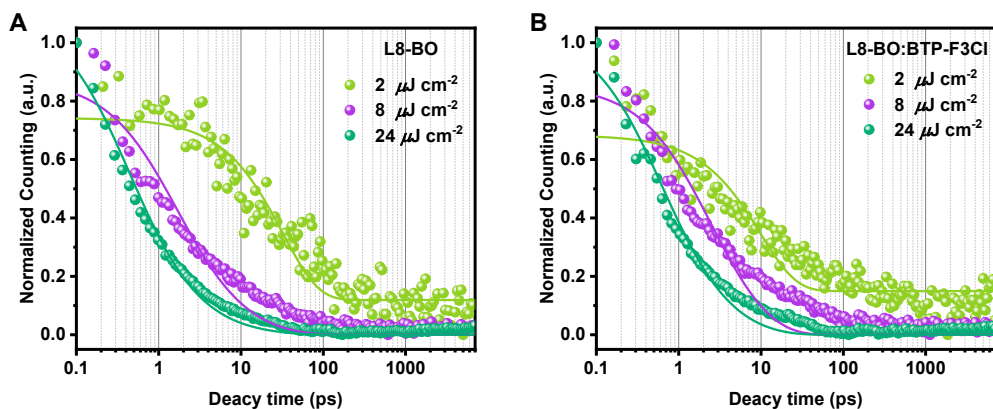 A
L8-BO
2 μJ cm-2
8 μJ cm-2
24 μJ cm-2
Normalized Counting (a.u.)
1.0
0.8
0.6
0.4
0.2
0.0
0.1 1 10 100 1000
Deacy time (ps)
B
L8-BO:BTP-F3Cl
2 μJ cm-2
8 μJ cm-2
24 μJ cm-2
Normalized Counting (a.u.)
1.0
0.8
0.6
0.4
0.2
0.0
0.1 1 10 100 1000
Deacy time (ps)